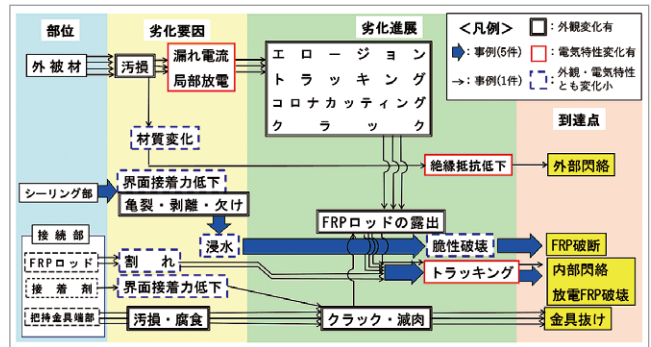 部位
劣化要因
劣化進展
＜凡例＞
：外観変化有
：事例(5件)
：電気特性変化有
：事例(1件)
：外観・電気特性
とも変化小
外被材
汚損
漏れ電流
局部放電
エロージョン
トラッキング
コロナカッティング
クラック
到達点
材質変化
絶縁抵抗低下
外部閃絡
シーリング部
界面接着力低下
亀裂・剥離・欠け
FRPロッドの露出
接続部
浸水
脆性破壊
FRP破断
FRPロッド
割れ
トラッキング
内部閃絡
放電FRP破壊
接着剤
界面接着力低下
把持金具端部
汚損・腐食
クラック・減肉
金具抜け